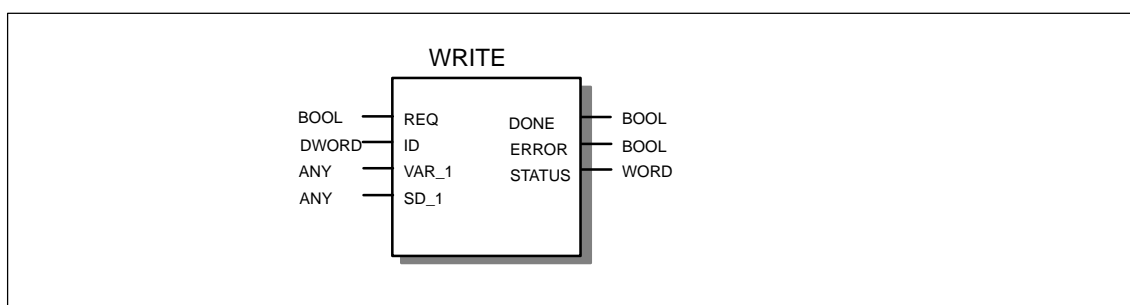 WRITE
BOOL REQ DONE BOOL
DWORD ID ERROR BOOL
ANY VAR_1 STATUS WORD
ANY SD_1